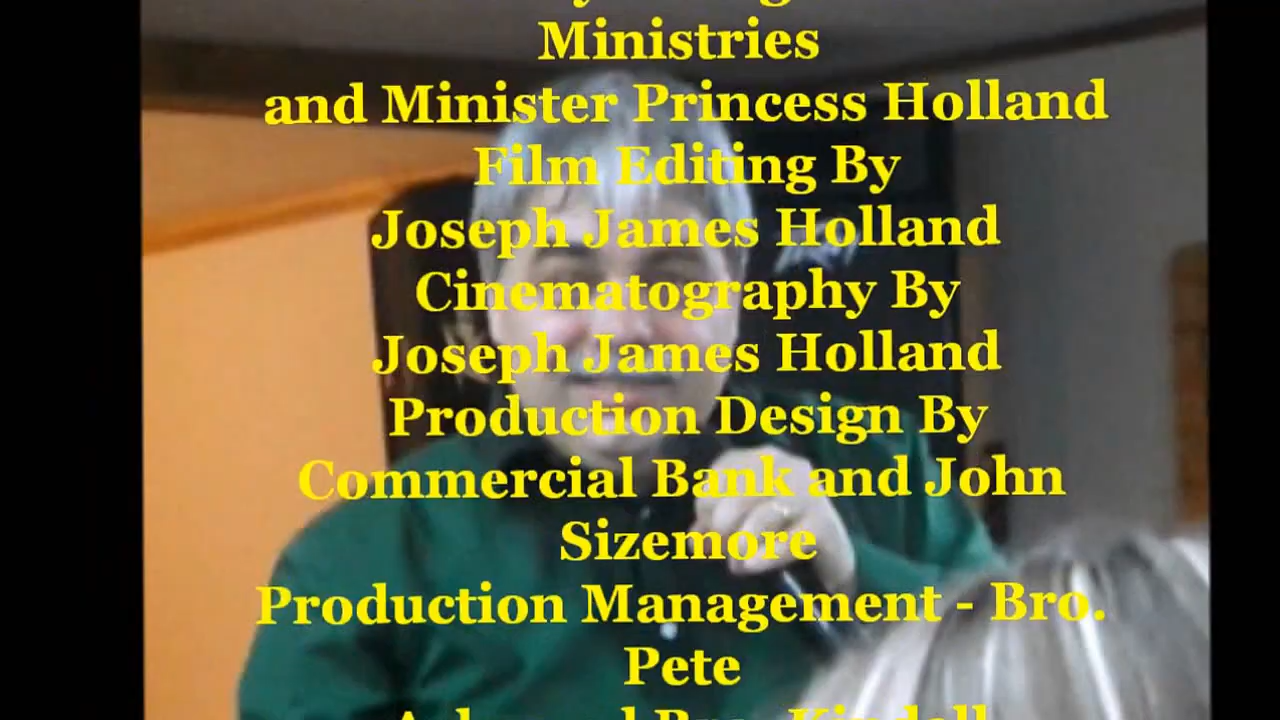 Ministries
and Minister Princess Holland
Film Editing By
Joseph James Holland
Cinematography By
Joseph James Holland
Production Design By
Commercial Bank and John
Sizemore
Production Management - Bro.
Pete